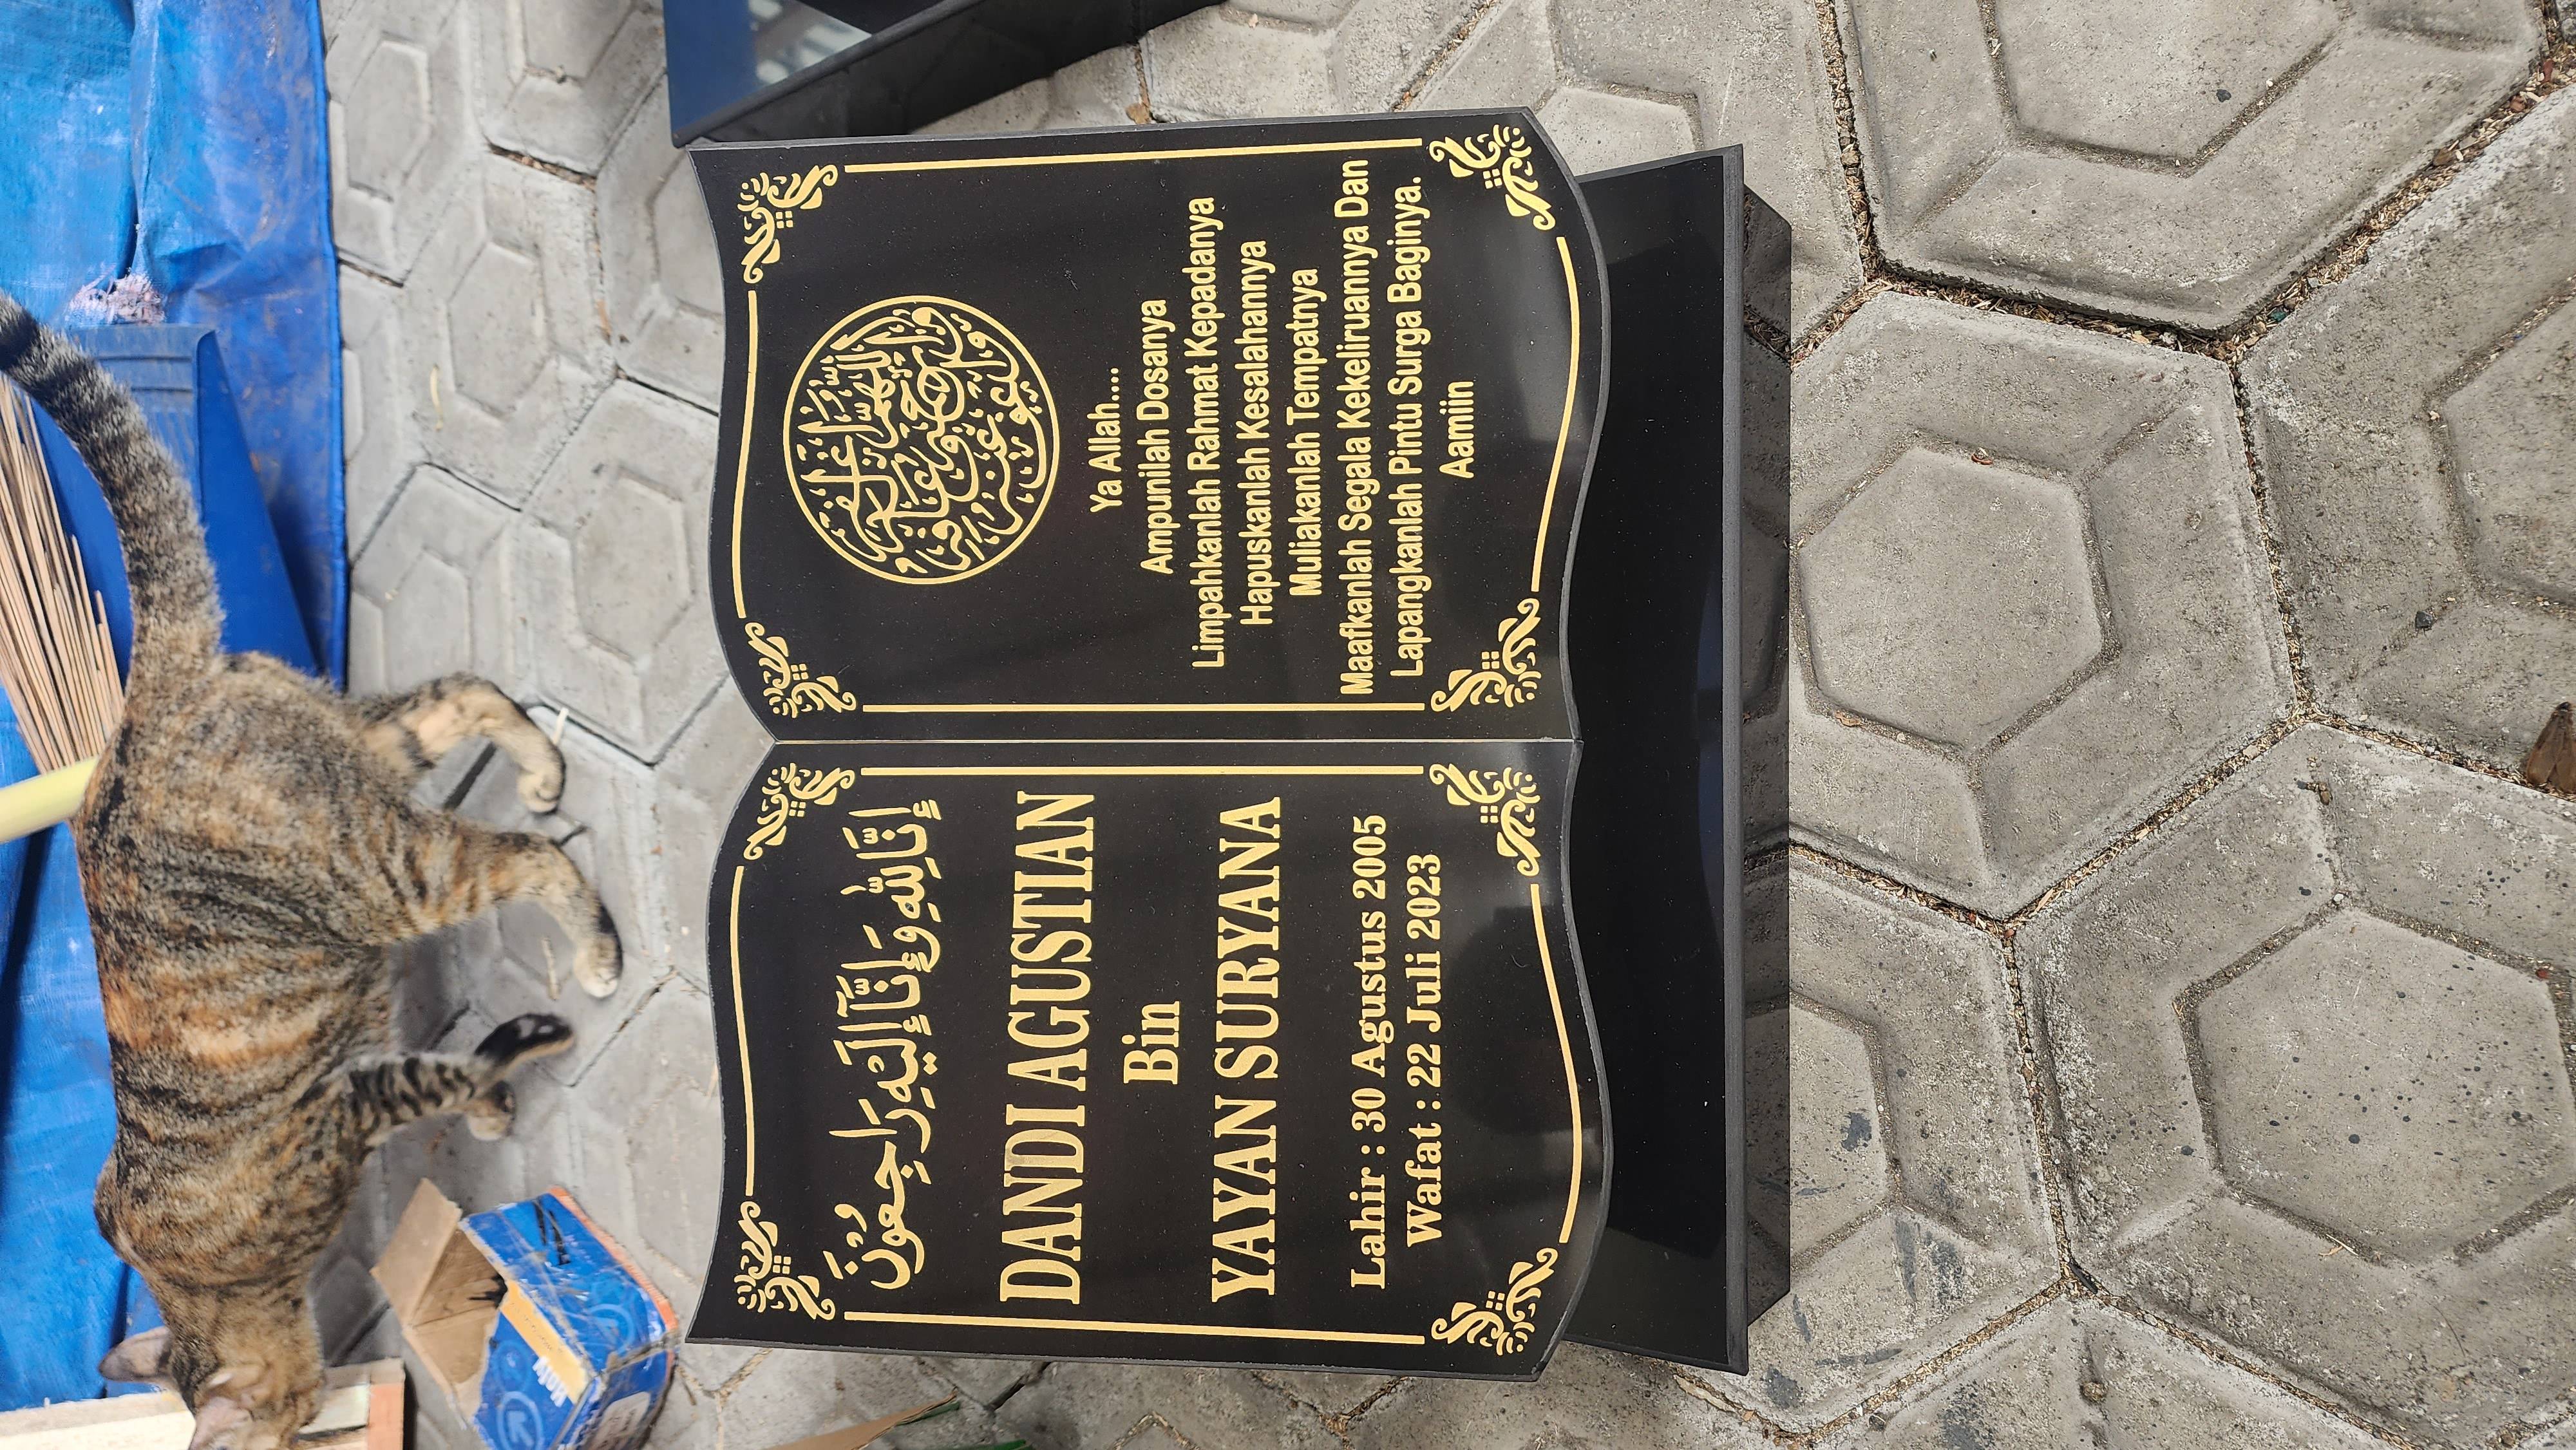 إِنَّا لِلّٰهِ وَإِنَّآ إِلَيْهِ رَاجِعُوْنَ
DANDI AGUSTIAN
Bin
YAYAN SURYANA
Lahir : 30 Agustus 2005
Wafat : 22 Juli 2023
Ya Allah....
Ampunilah Dosanya
Limpahkanlah Rahmat Kepadanya
Hapuskanlah Kesalahannya
Muliakanlah Tempatnya
Maafkanlah Segala Kekeliruannya Dan
Lapangkanlah Pintu Surga Baginya.
Aamiin